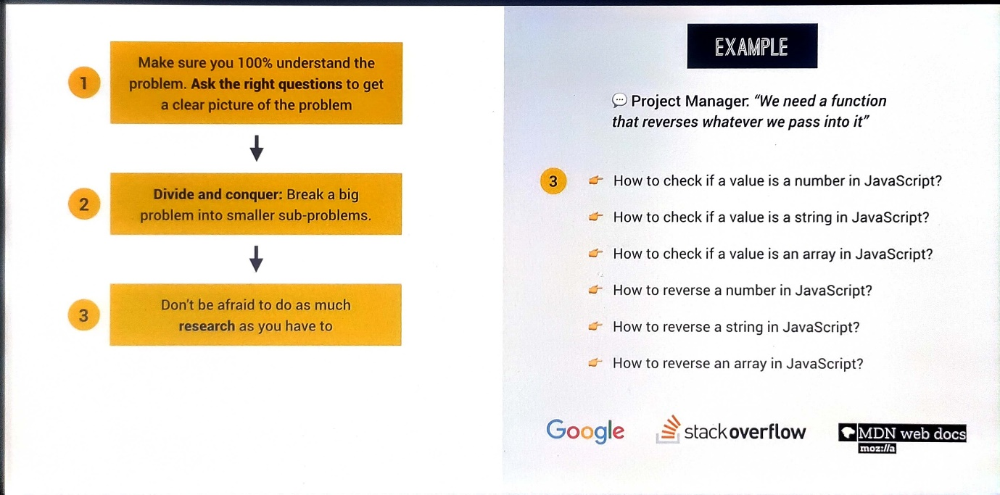 1
Make sure you 100% understand the
problem. Ask the right questions to get
a clear picture of the problem
2
Divide and conquer: Break a big
problem into smaller sub-problems.
3
Don't be afraid to do as much
research as you have to
EXAMPLE
Project Manager: “We need a function
that reverses whatever we pass into it”
3
How to check if a value is a number in JavaScript?
How to check if a value is a string in JavaScript?
How to check if a value is an array in JavaScript?
How to reverse a number in JavaScript?
How to reverse a string in JavaScript?
How to reverse an array in JavaScript?
Google
stackoverflow
MDN web docs
moz://a